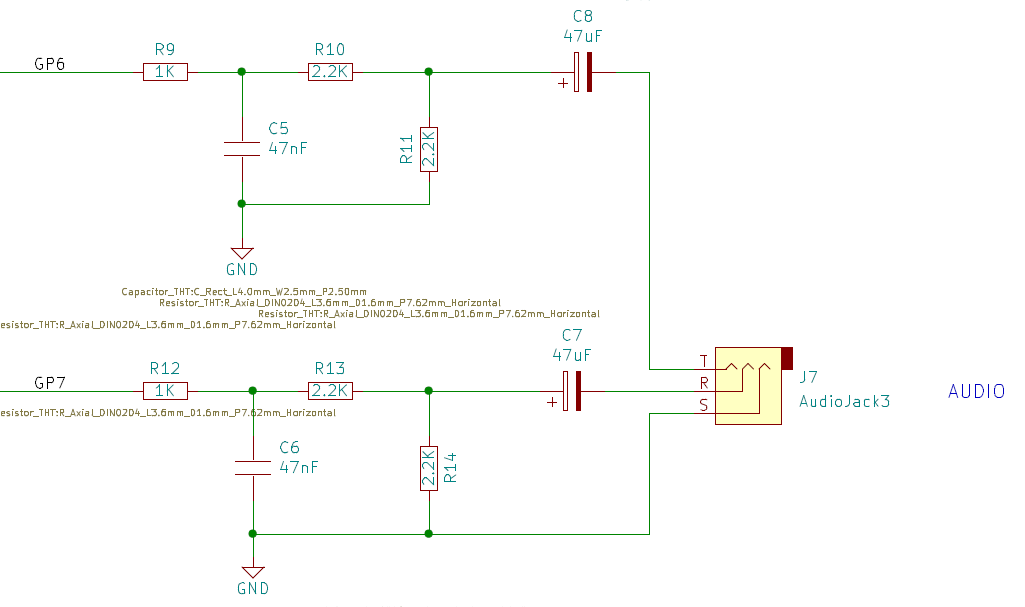 C8
47uF
GP6
R9
1K
R10
2.2K
+
C5
47nF
R11
2.2K
GND
Capacitor_THT:C_Rect_L4.0mm_W2.5mm_P2.50mm
Resistor_THT:R_Axial_DIN0204_L3.6mm_D1.6mm_P7.62mm_Horizontal
Resistor_THT:R_Axial_DIN0204_L3.6mm_D1.6mm_P7.62mm_Horizontal
esistor_THT:R_Axial_DIN0204_L3.6mm_D1.6mm_P7.62mm_Horizontal
C7
47uF
GP7
R12
1K
R13
2.2K
+
T
R
S
J7
AudioJack3
AUDIO
esistor_THT:R_Axial_DIN0204_L3.6mm_D1.6mm_P7.62mm_Horizontal
C6
47nF
2.2K
R14
GND